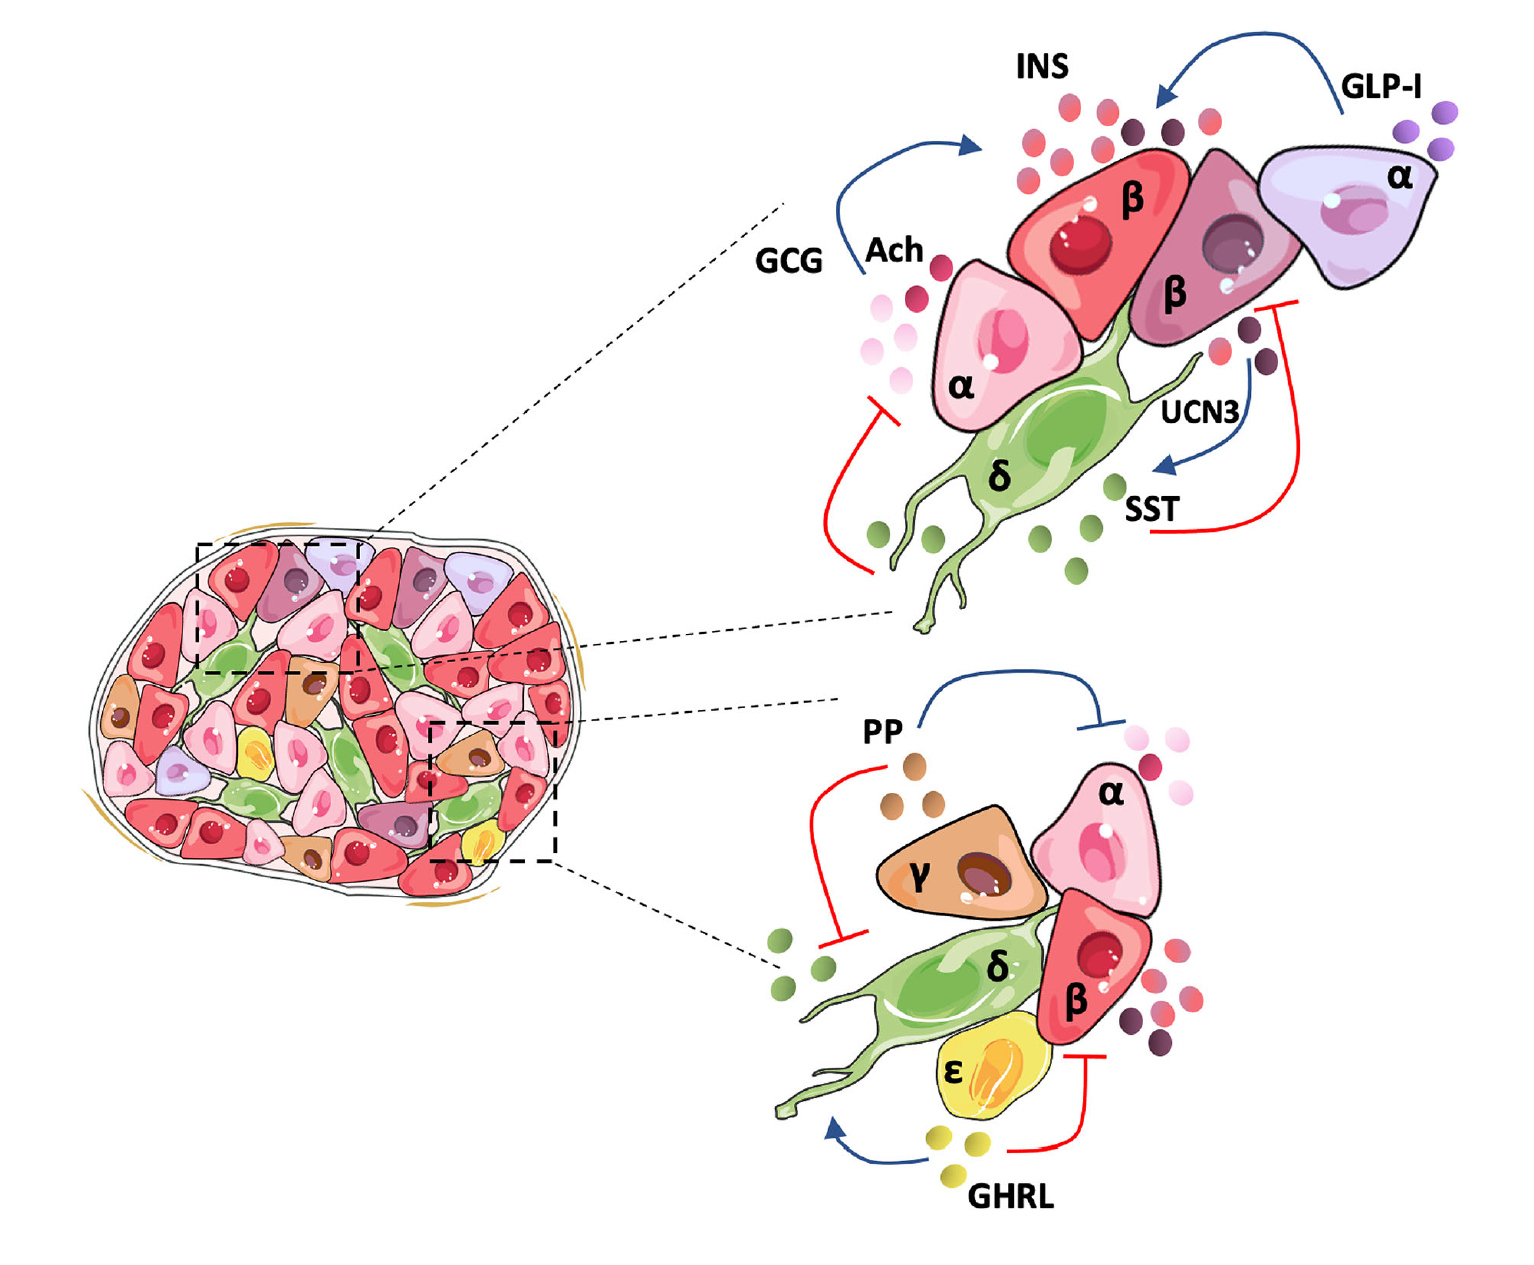 INS
GLP-I
α
β
Ach
GCG
β
α
UCN3
δ
SST
PP
α
γ
δ
β
ε
GHRL